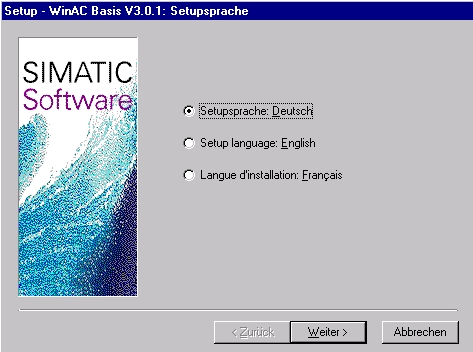 Setup - WinAC Basis V3.0.1: Setupsprache
SIMATIC
Software
Setupsprache: Deutsch
Setup language: English
Langue d'installation: Français
< Zurück
Weiter >
Abbrechen